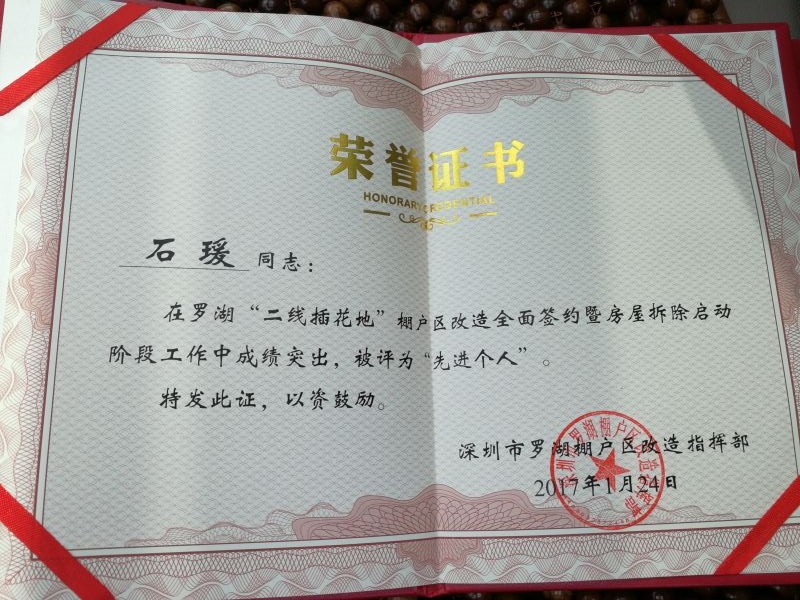 荣誉证书
HONORARY CREDENTIAL
石瑗 同志：
在罗湖“二线插花地”棚户区改造全面签约暨房屋拆除启动
阶段工作中成绩突出，被评为“先进个人”。
特发此证，以资鼓励。
深圳市罗湖棚户区改造指挥部
2017年1月24日